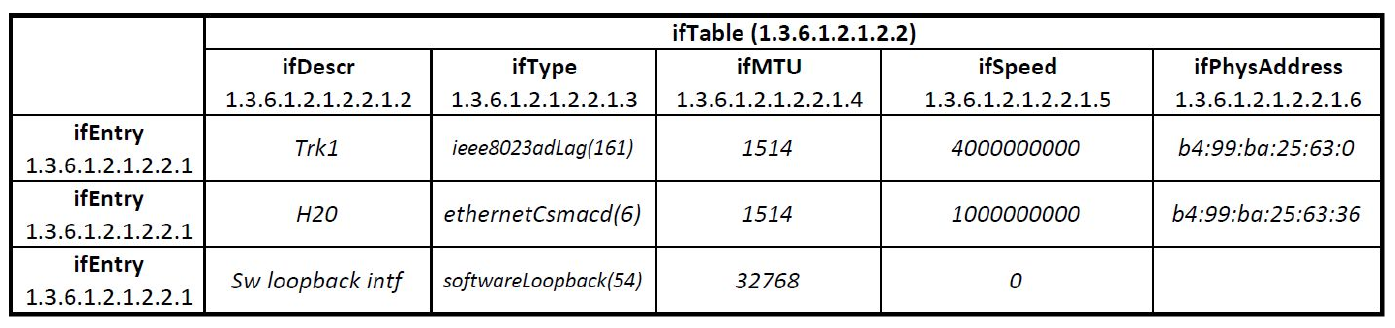 ifTable (1.3.6.1.2.1.2.2)
ifDescr ifType ifMTU ifSpeed ifPhysAddress
1.3.6.1.2.1.2.2.1.2 1.3.6.1.2.1.2.2.1.3 1.3.6.1.2.1.2.2.1.4 1.3.6.1.2.1.2.2.1.5 1.3.6.1.2.1.2.2.1.6
ifEntry
1.3.6.1.2.1.2.2.1 Trk1 ieee8023adLag(161) 1514 4000000000 b4:99:ba:25:63:0
ifEntry
1.3.6.1.2.1.2.2.1 H20 ethernetCsmacd(6) 1514 1000000000 b4:99:ba:25:63:36
ifEntry
1.3.6.1.2.1.2.2.1 Sw loopback intf softwareLoopback(54) 32768 0